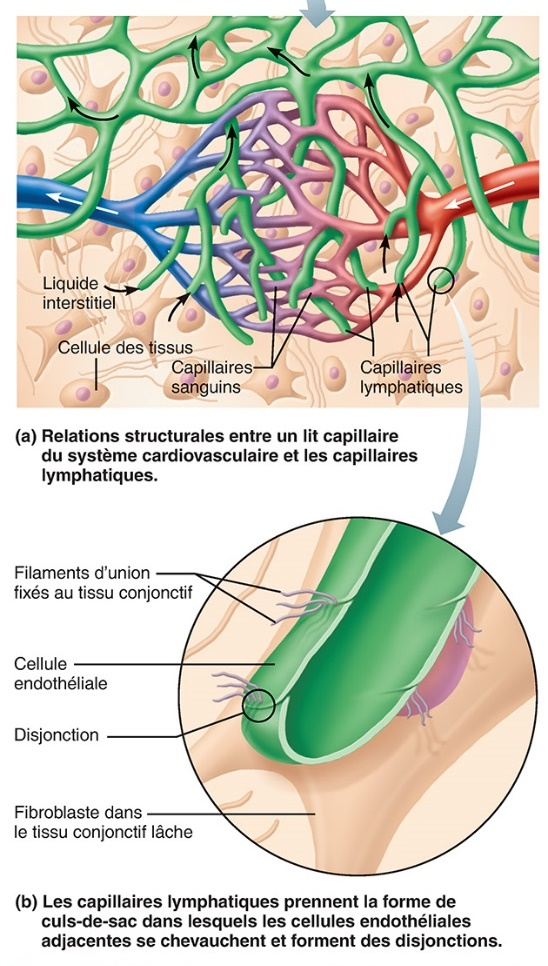 Liquide
interstitiel
Cellule des tissus
Capillaires
sanguins
Capillaires
lymphatiques
(a) Relations structurales entre un lit capillaire
du système cardiovasculaire et les capillaires
lymphatiques.
Filaments d'union
fixés au tissu conjonctif
Cellule
endothéliale
Disjonction
Fibroblaste dans
le tissu conjonctif lâche
(b) Les capillaires lymphatiques prennent la forme de
culs-de-sac dans lesquels les cellules endothéliales
adjacentes se chevauchent et forment des disjonctions.